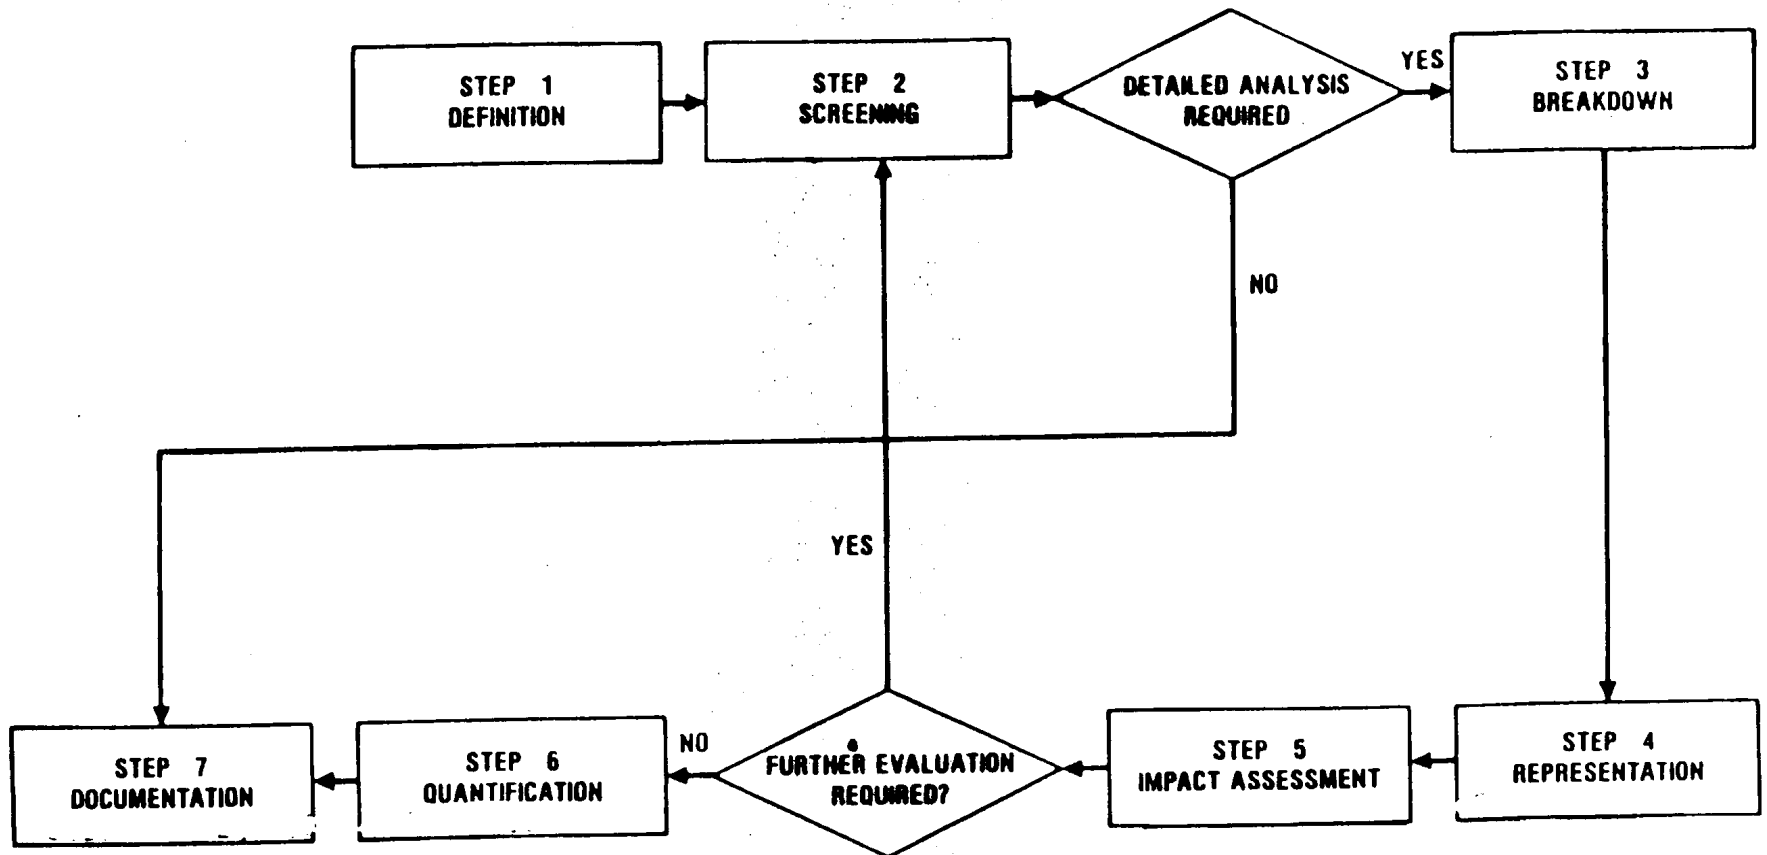 STEP 1
DEFINITION
STEP 2
SCREENING
DETAILED ANALYSIS
REQUIRED
YES
STEP 3
BREAKDOWN
NO
YES
STEP 7
DOCUMENTATION
STEP 6
QUANTIFICATION
NO
FURTHER EVALUATION
REQUIRED?
STEP 5
IMPACT ASSESSMENT
STEP 4
REPRESENTATION